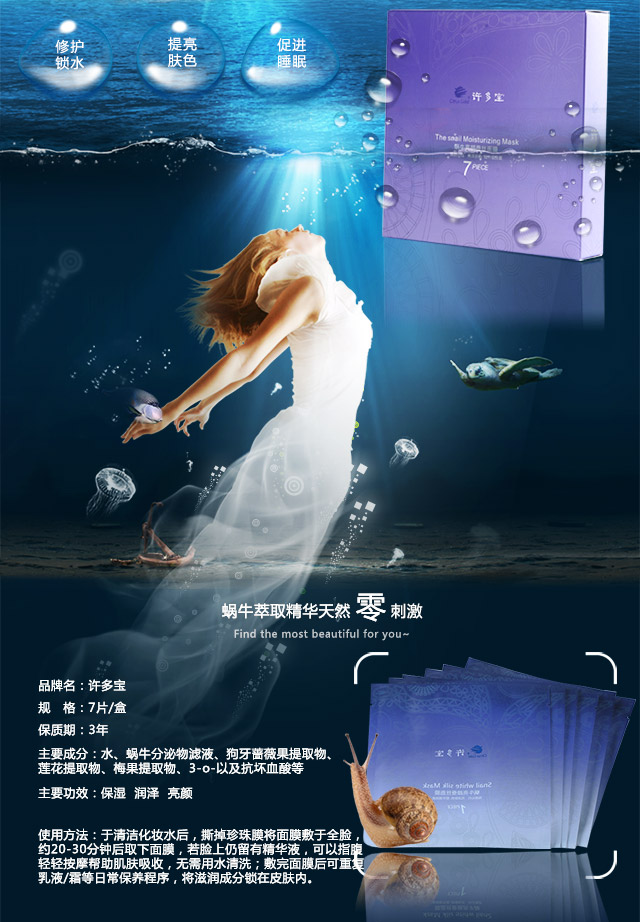 修护
锁水
提亮
肤色
促进
睡眠
许多宝
The snail Moisturizing Mask
7 PIECE
蜗牛萃取精华天然 零 刺激
Find the most beautiful for you~
品牌名：许多宝
规 格：7片/盒
保质期：3年
主要成分：水、蜗牛分泌物滤液、狗牙蔷薇果提取物、
莲花提取物、梅果提取物、3-o-以及抗坏血酸等
主要功效：保湿 润泽 亮颜
使用方法：于清洁化妆水后，撕掉珍珠膜将面膜敷于全脸，
约20-30分钟后取下面膜，若脸上仍留有精华液，可以指腹
轻轻按摩帮助肌肤吸收，无需用水清洗；敷完面膜后可重复
乳液/霜等日常保养程序，将滋润成分锁在皮肤内。
许多宝
Snail white silk Mask
1 PIECE